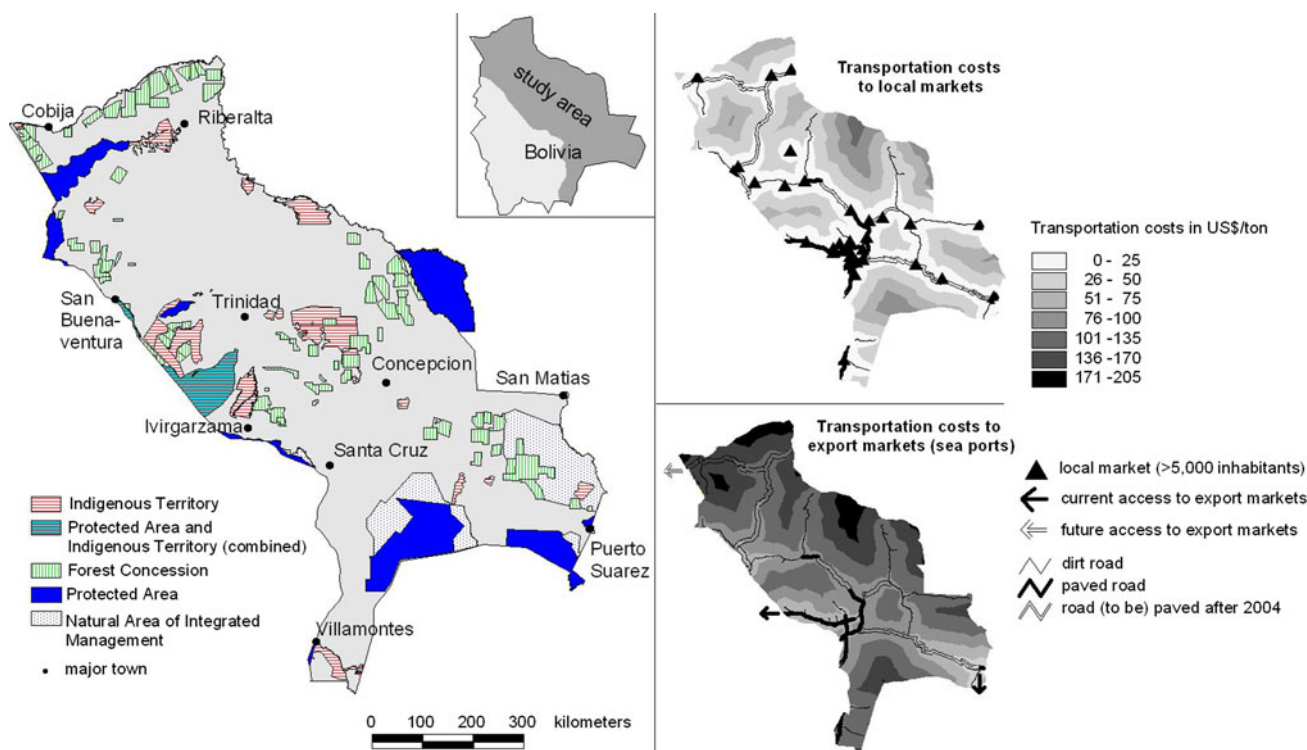 Cobija
Riberalta
San
Buena-
ventura
Trinidad
Concepcion
San Matias
Ivirgarzama
Santa Cruz
Puerto
Suarez
Villamontes
Indigenous Territory
Protected Area and
Indigenous Territory (combined)
Forest Concession
Protected Area
Natural Area of Integrated
Management
major town
0 100 200 300 kilometers
study area
Bolivia
Transportation costs
to local markets
Transportation costs in US$/ton
0 - 25
26 - 50
51 - 75
76 -100
101 -135
136 -170
171 -205
Transportation costs to
export markets (sea ports)
local market (>5,000 inhabitants)
current access to export markets
future access to export markets
dirt road
paved road
road (to be) paved after 2004